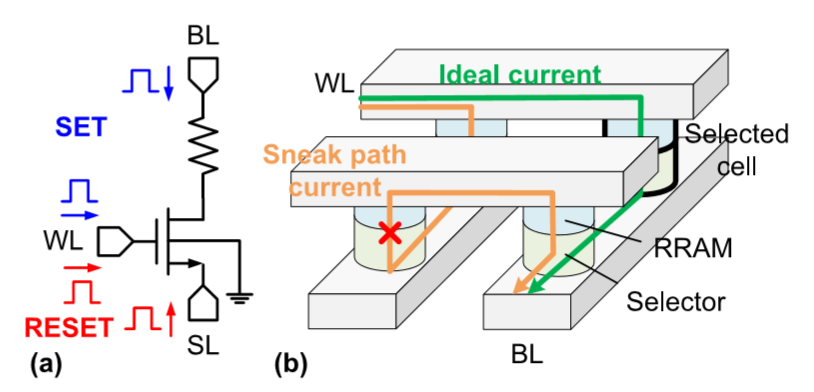 BL
SET
WL
RESET
SL
(a)
WL
Ideal current
Selected
cell
Sneak path
current
RRAM
Selector
BL
(b)